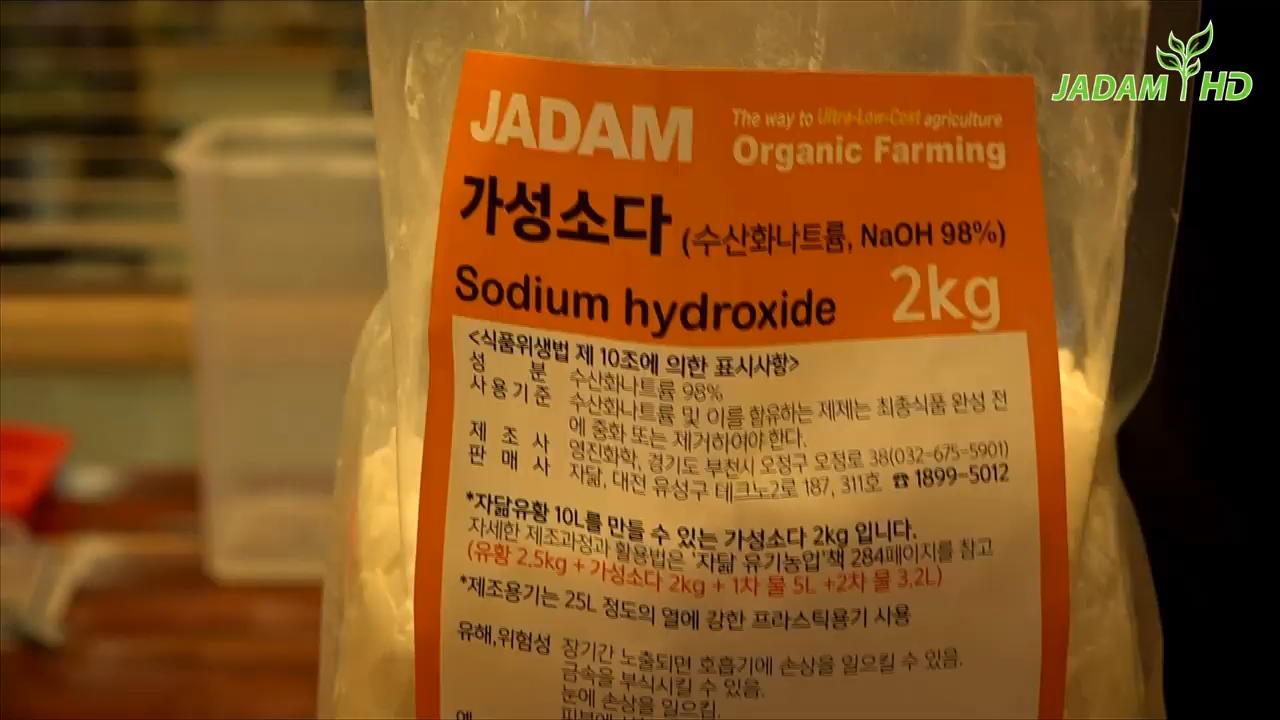 JADAM HD
JADAM
The way to Ultra-Low-Cost agriculture
Organic Farming
가성소다 (수산화나트륨, NaOH 98%)
Sodium hydroxide 2kg
<식품위생법 제 10조에 의한 표시사항>
성 분 수산화나트륨 98%
사용기준 수산화나트륨 및 이를 함유하는 제제는 최종식품 완성 전
에 중화 또는 제거하여야 한다.
제 조 사 영진화학, 경기도 부천시 오정구 오정로 38(032-675-5901)
판 매 사 자닮, 대전 유성구 테크노2로 187, 311호 ☎ 1899-5012
*자닮유황 10L를 만들 수 있는 가성소다 2kg 입니다.
자세한 제조과정과 활용법은 '자닮 유기농업'책 284페이지를 참고
(유황 2.5kg + 가성소다 2kg + 1차 물 5L +2차 물 3.2L)
*제조용기는 25L 정도의 열에 강한 프라스틱용기 사용
유해,위험성 장기간 노출되면 호흡기에 손상을 일으킬 수 있음.
금속을 부식시킬 수 있음.
눈에 손상을 일으킴.